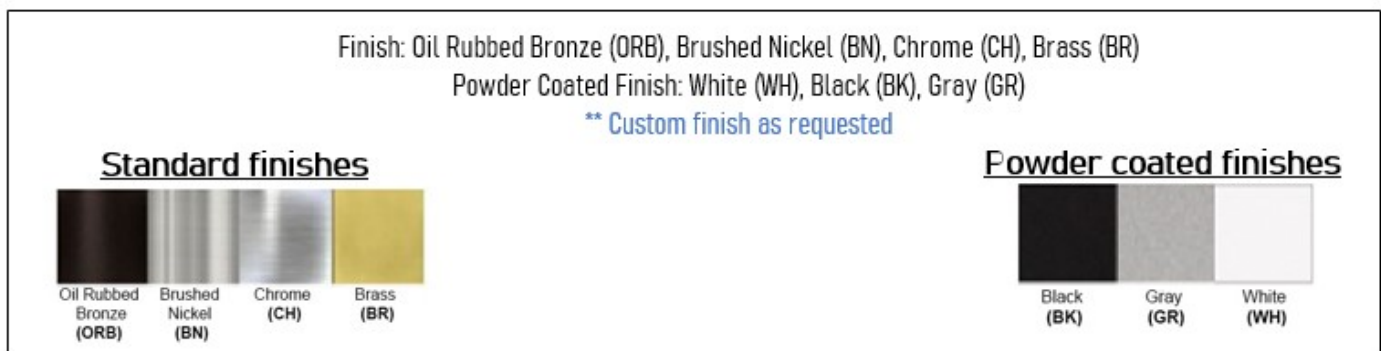 Finish: Oil Rubbed Bronze (ORB), Brushed Nickel (BN), Chrome (CH), Brass (BR)
Powder Coated Finish: White (WH), Black (BK), Gray (GR)
** Custom finish as requested
Standard finishes
Oil Rubbed
Bronze
(ORB)
Brushed
Nickel
(BN)
Chrome
(CH)
Brass
(BR)
Powder coated finishes
Black
(BK)
Gray
(GR)
White
(WH)